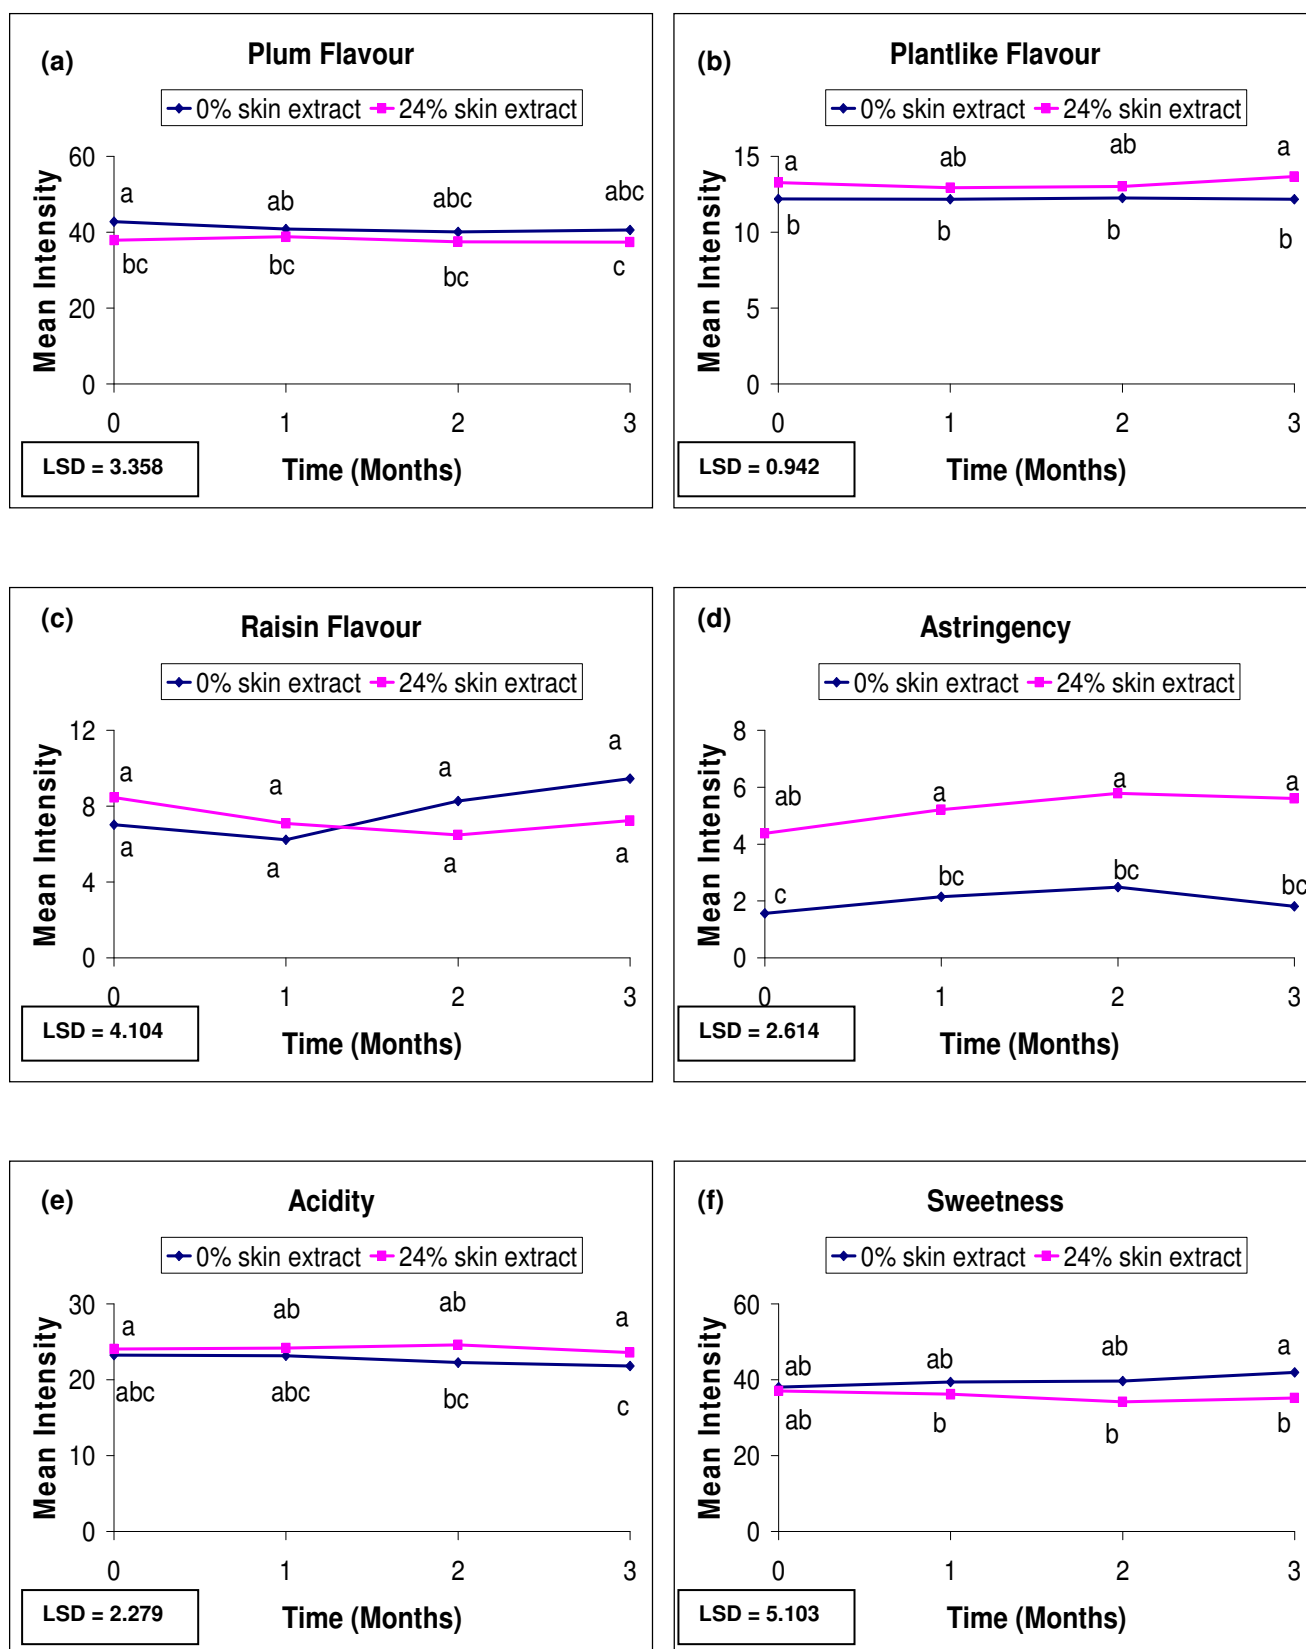 (a)
Plum Flavour
0% skin extract 24% skin extract
60
40
20
0
a ab abc abc
bc bc bc c
Mean Intensity
0 1 2 3
LSD = 3.358
Time (Months)
(b)
Plantlike Flavour
0% skin extract 24% skin extract
15
10
5
0
a ab ab a
b b b b
Mean Intensity
0 1 2 3
LSD = 0.942
Time (Months)
(c)
Raisin Flavour
0% skin extract 24% skin extract
12
8
4
0
a a a a
a a a a
Mean Intensity
0 1 2 3
LSD = 4.104
Time (Months)
(d)
Astringency
0% skin extract 24% skin extract
8
6
4
2
0
ab a a a
c bc bc bc
Mean Intensity
0 1 2 3
LSD = 2.614
Time (Months)
(e)
Acidity
0% skin extract 24% skin extract
30
20
10
0
a ab ab a
abc abc bc c
Mean Intensity
0 1 2 3
LSD = 2.279
Time (Months)
(f)
Sweetness
0% skin extract 24% skin extract
60
40
20
0
ab ab ab a
ab b b b
Mean Intensity
0 1 2 3
LSD = 5.103
Time (Months)